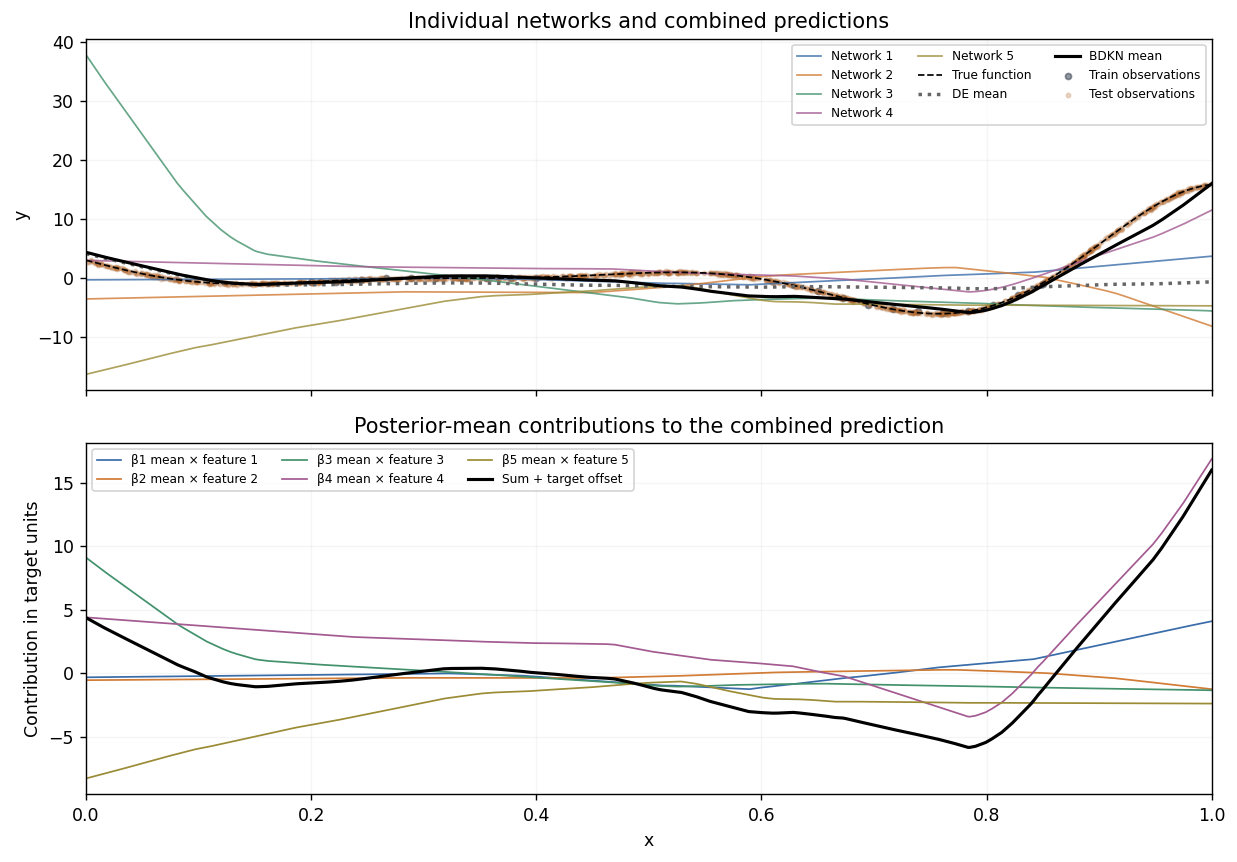 Individual networks and combined predictions
40
30
20
10
0
−10
y
Network 1
Network 2
Network 3
Network 4
Network 5
True function
DE mean
BDKN mean
Train observations
Test observations
Posterior-mean contributions to the combined prediction
15
10
5
0
−5
Contribution in target units
β1 mean × feature 1
β2 mean × feature 2
β3 mean × feature 3
β4 mean × feature 4
β5 mean × feature 5
Sum + target offset
0.0 0.2 0.4 0.6 0.8 1.0
x